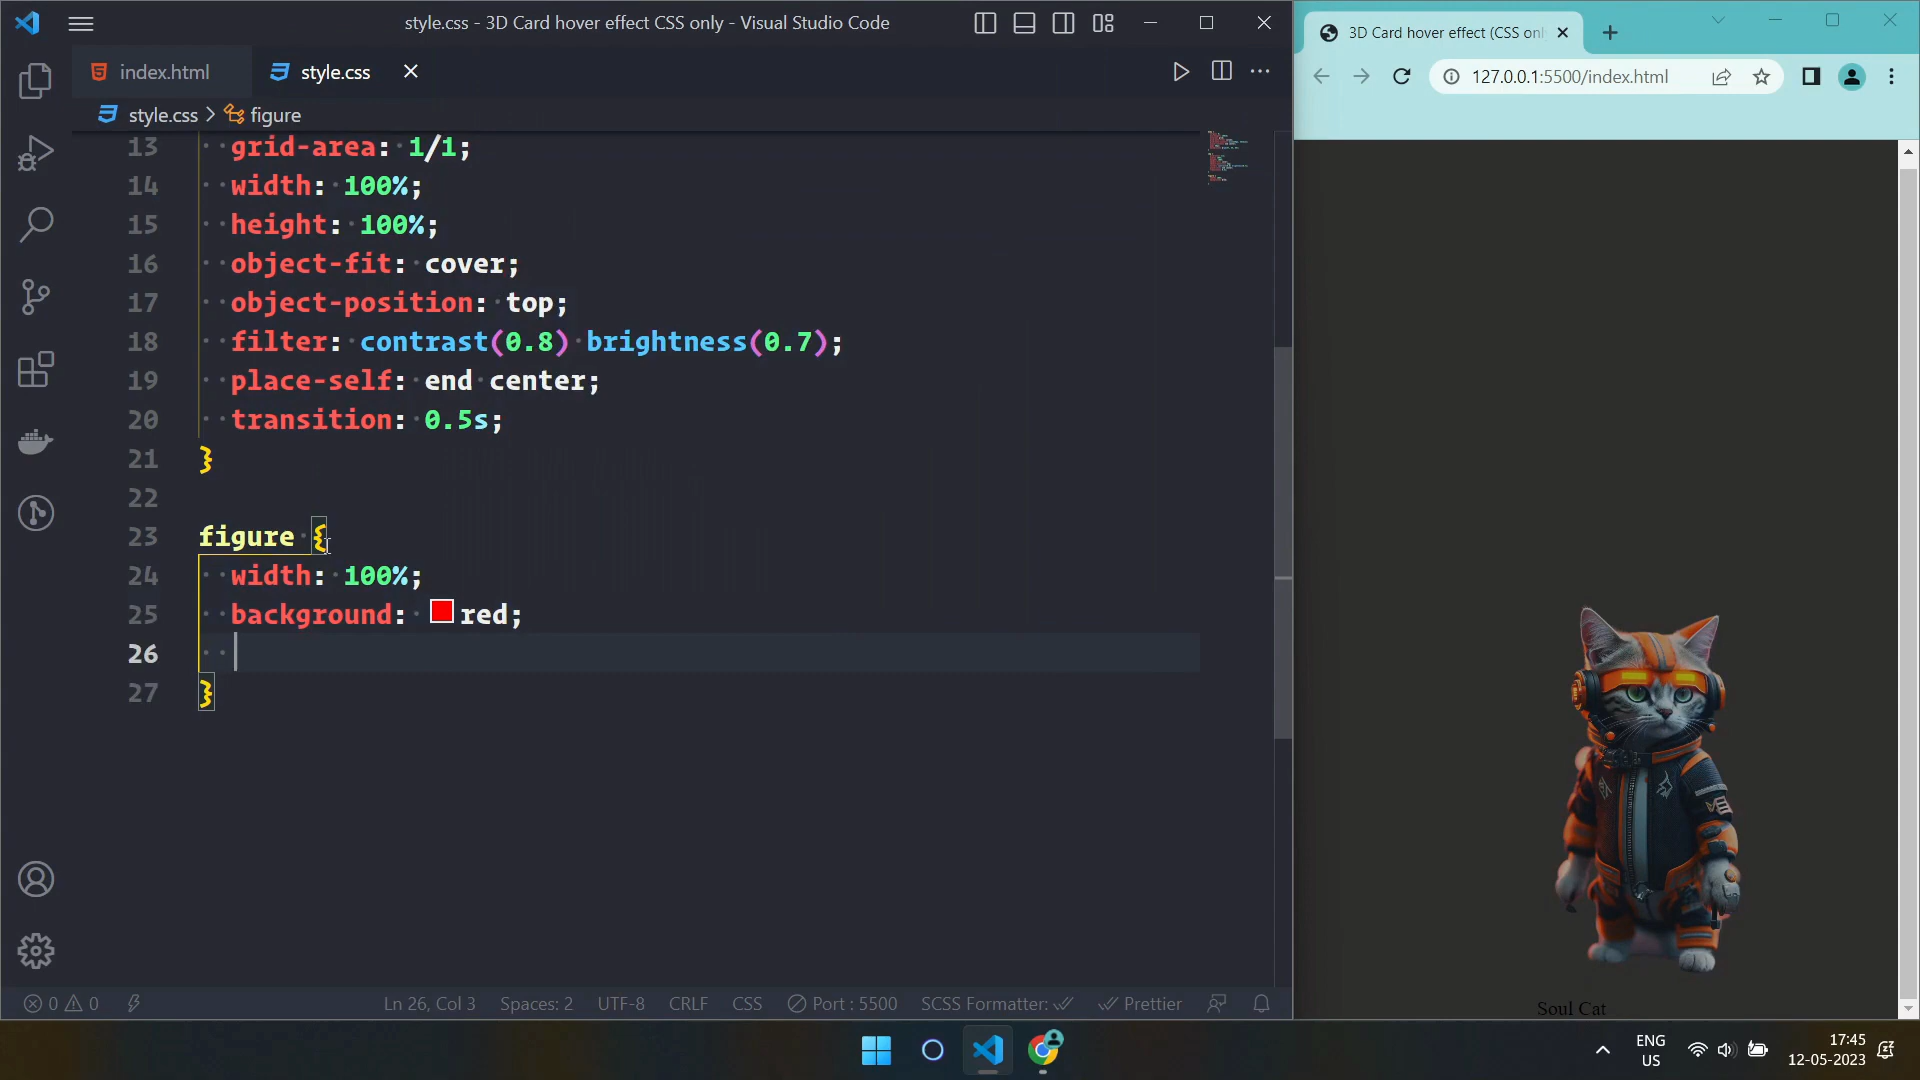 style.css - 3D Card hover effect CSS only - Visual Studio Code
index.html
style.css
style.css
figure
13 grid-area: 1/1;
14 width: 100%;
15 height: 100%;
16 object-fit: cover;
17 object-position: top;
18 filter: contrast(0.8) brightness(0.7);
19 place-self: end center;
20 transition: 0.5s;
21 }
22
23 figure {
24 width: 100%;
25 background: red;
26
27 }
0 0
Ln 26, Col 3
Spaces: 2
UTF-8
CRLF
CSS
Port : 5500
SCSS Formatter:
Prettier
3D Card hover effect (CSS onl
127.0.0.1:5500/index.html
Soul Cat
ENG
US
17:45
12-05-2023